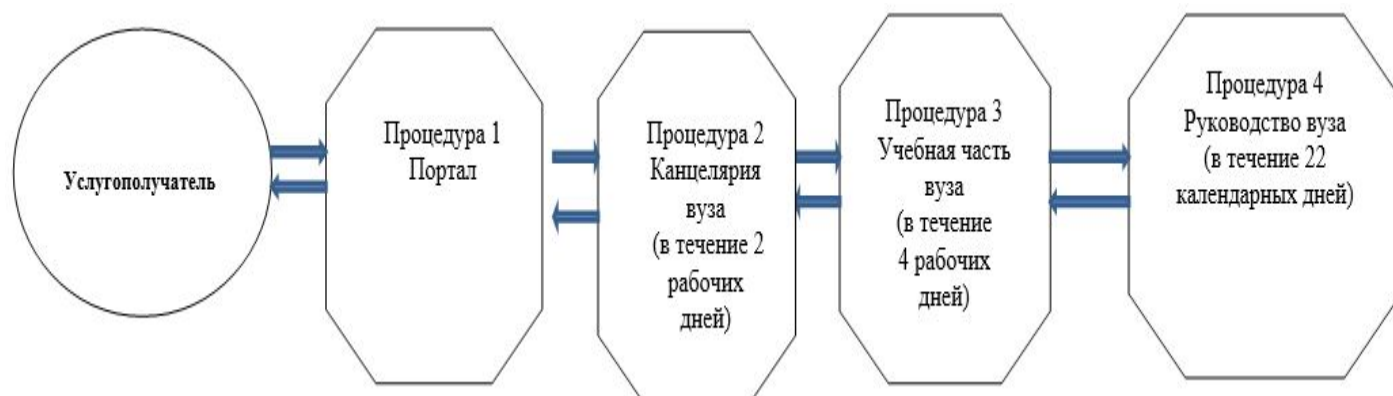 Услугополучатель
Процедура 1
Портал
Процедура 2
Канцелярия
вуза
(в течение 2
рабочих
дней)
Процедура 3
Учебная часть
вуза
(в течение
4 рабочих
дней)
Процедура 4
Руководство вуза
(в течение 22
календарных дней)